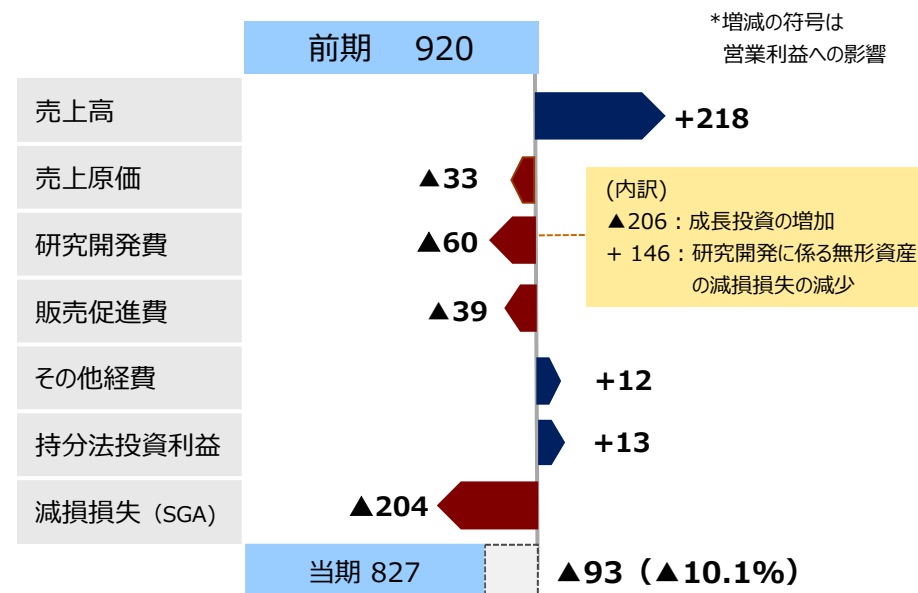 *増減の符号は
営業利益への影響
前期 920
売上高
+218
売上原価
▲33
研究開発費
▲60
(内訳)
▲206：成長投資の増加
+ 146：研究開発に係る無形資産
の減損損失の減少
販売促進費
▲39
その他経費
+12
持分法投資利益
+13
減損損失（SGA）
▲204
当期 827
▲93（▲10.1%）